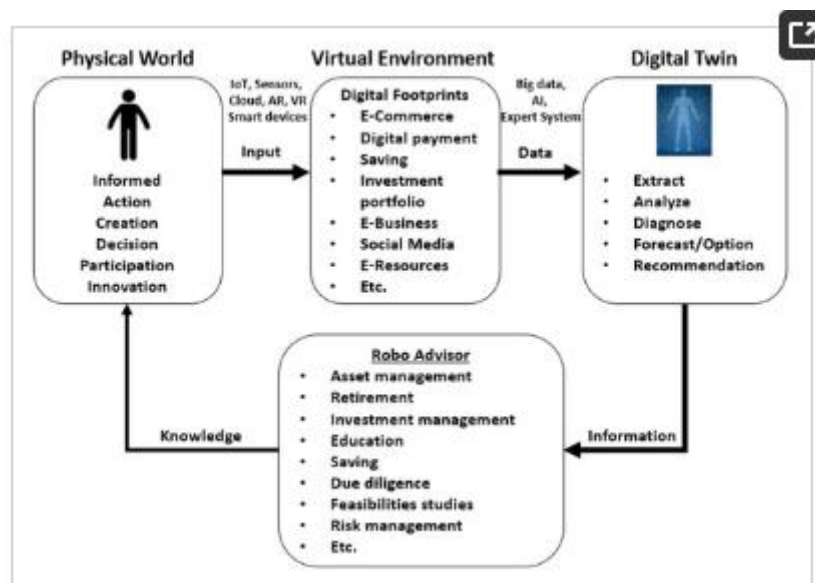 Physical World
Virtual Environment
Digital Twin
IoT, Sensors,
Cloud, AR, VR
Smart devices
Input
Big data,
AI,
Expert System
Data
Informed
Action
Creation
Decision
Participation
Innovation
Digital Footprints
• E-Commerce
• Digital payment
• Saving
• Investment
portfolio
• E-Business
• Social Media
• E-Resources
• Etc.
• Extract
• Analyze
• Diagnose
• Forecast/Option
• Recommendation
Robo Advisor
• Asset management
• Retirement
• Investment management
• Education
• Saving
• Due diligence
• Feasibilities studies
• Risk management
• Etc.
Knowledge
Information